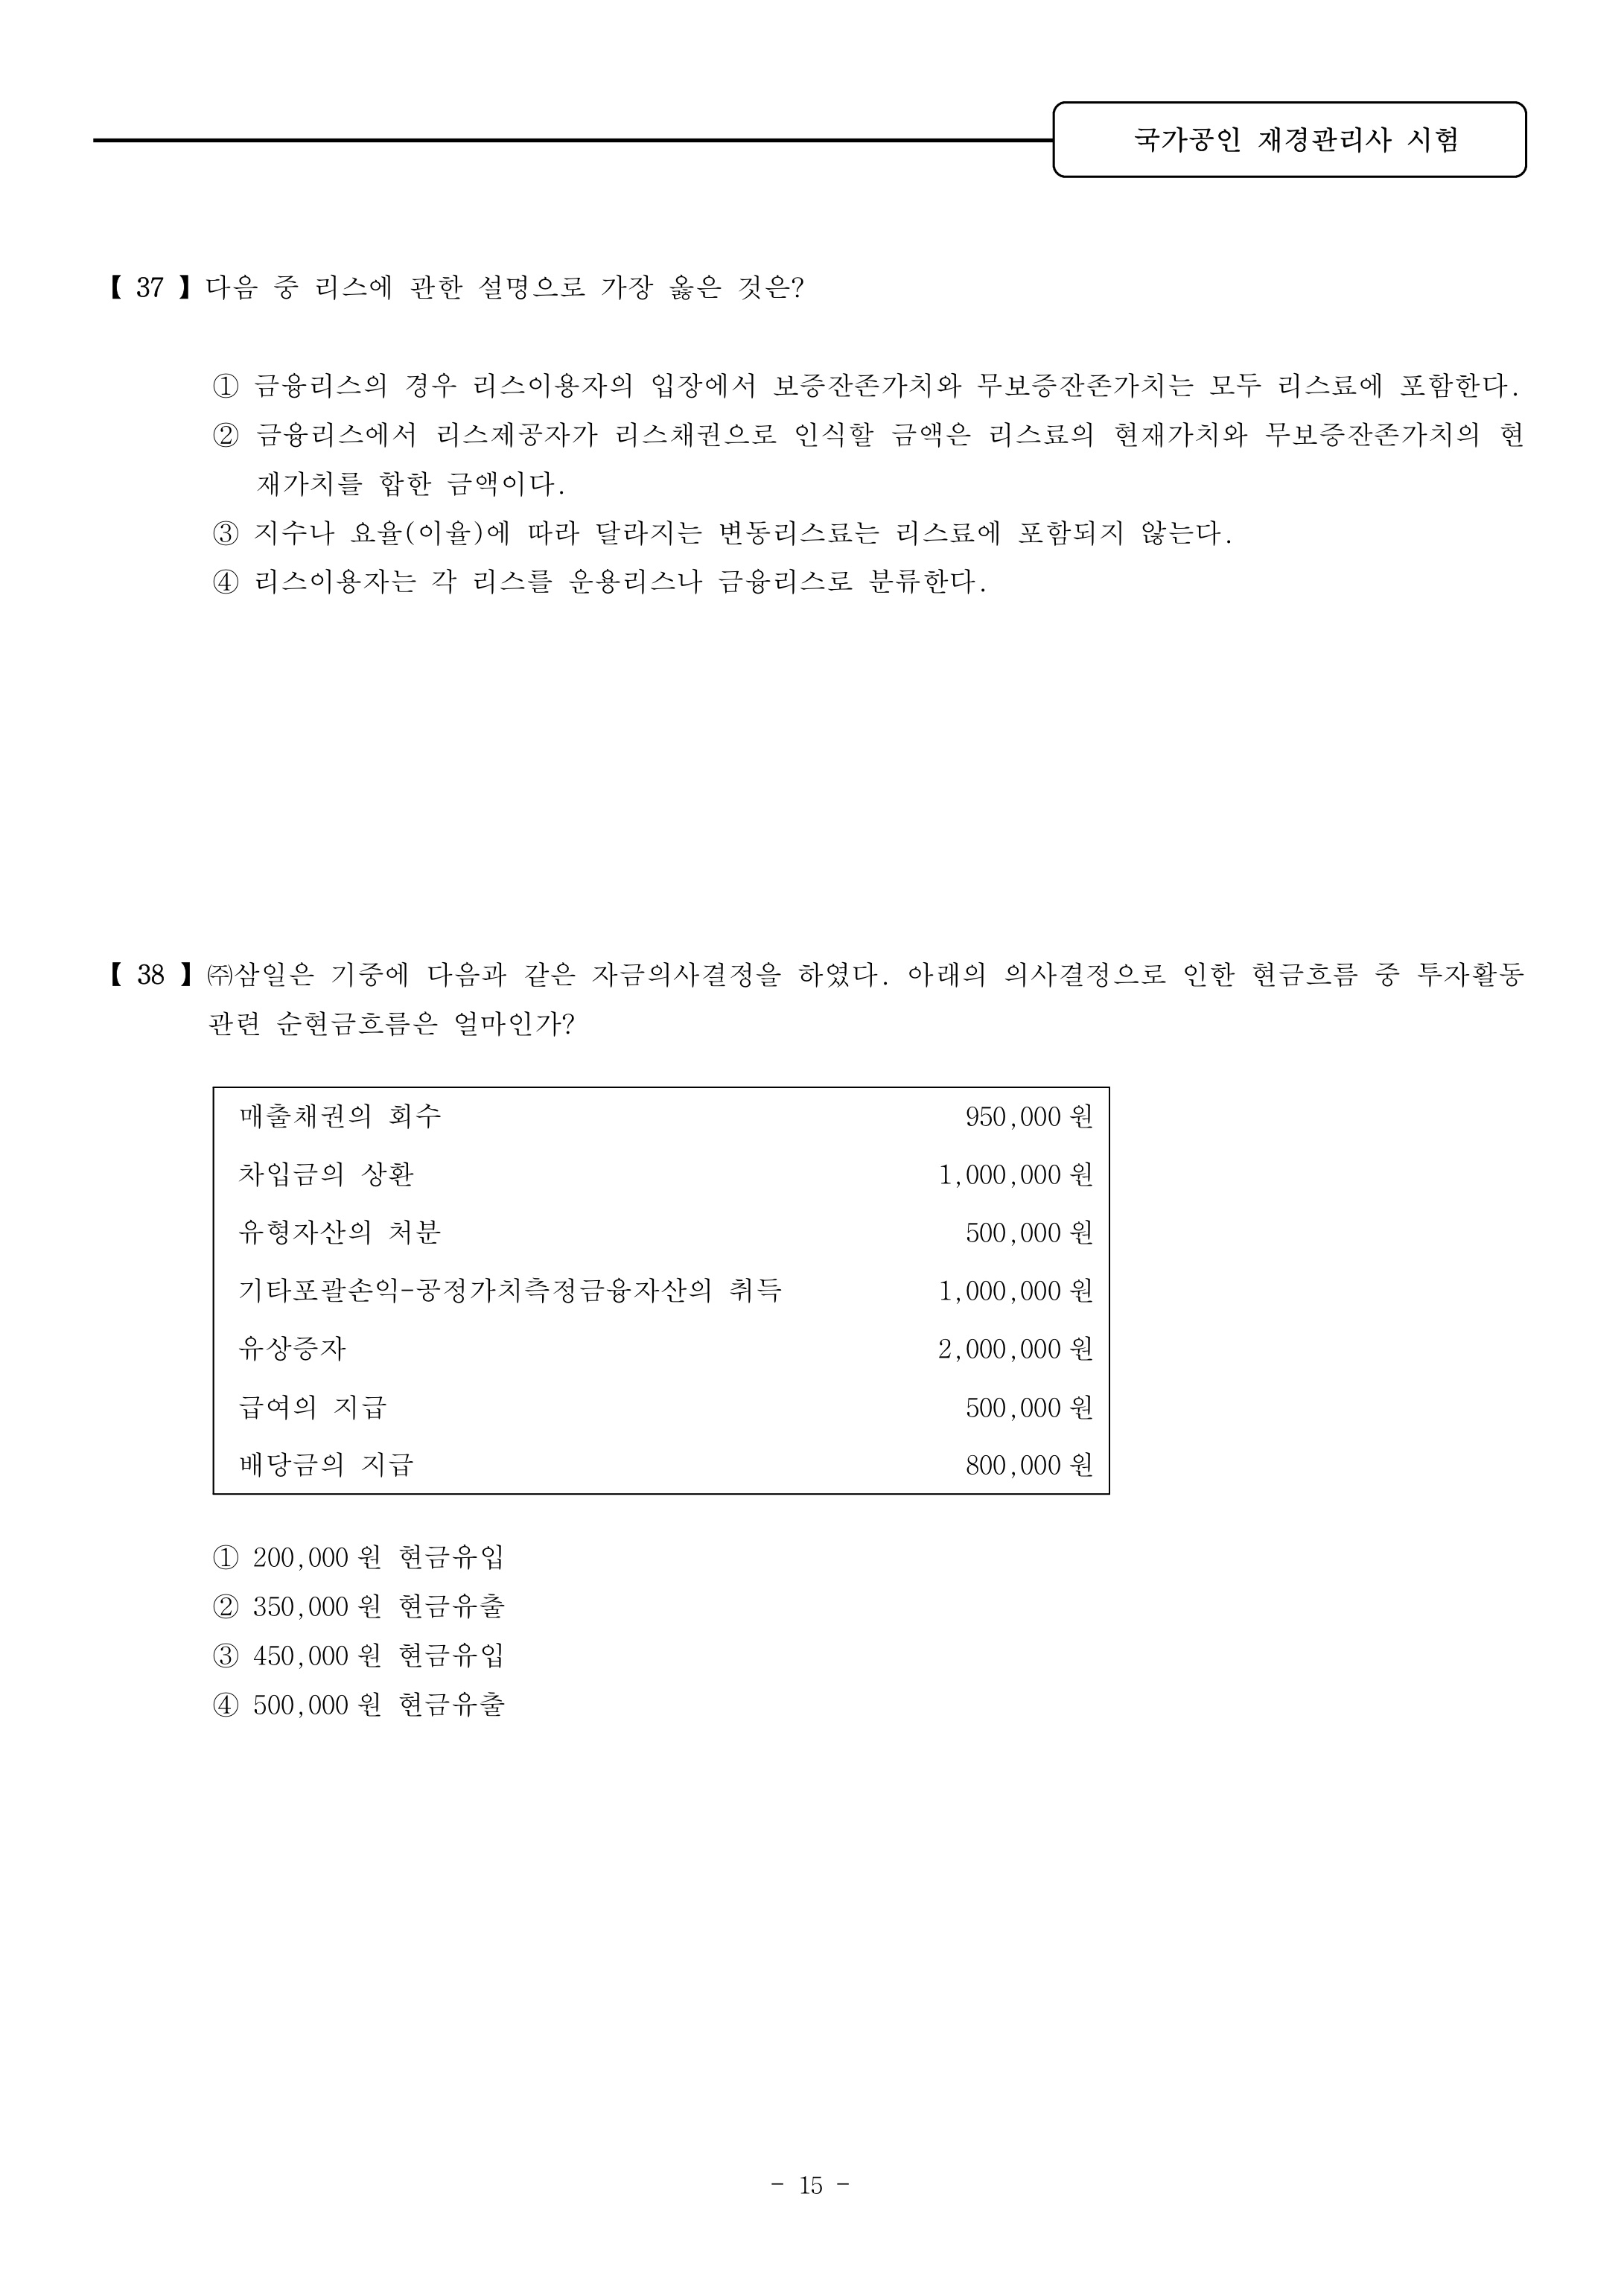 국가공인 재경관리사 시험
【 37 】 다음 중 리스에 관한 설명으로 가장 옳은 것은?
① 금융리스의 경우 리스이용자의 입장에서 보증잔존가치와 무보증잔존가치는 모두 리스료에 포함한다.
② 금융리스에서 리스제공자가 리스채권으로 인식할 금액은 리스료의 현재가치와 무보증잔존가치의 현
재가치를 합한 금액이다.
③ 지수나 요율(이율)에 따라 달라지는 변동리스료는 리스료에 포함되지 않는다.
④ 리스이용자는 각 리스를 운용리스나 금융리스로 분류한다.
【 38 】 ㈜삼일은 기중에 다음과 같은 자금의사결정을 하였다. 아래의 의사결정으로 인한 현금흐름 중 투자활동
관련 순현금흐름은 얼마인가?
매출채권의 회수 950,000 원
차입금의 상환 1,000,000 원
유형자산의 처분 500,000 원
기타포괄손익-공정가치측정금융자산의 취득 1,000,000 원
유상증자 2,000,000 원
급여의 지급 500,000 원
배당금의 지급 800,000 원
① 200,000 원 현금유입
② 350,000 원 현금유출
③ 450,000 원 현금유입
④ 500,000 원 현금유출
- 15 -